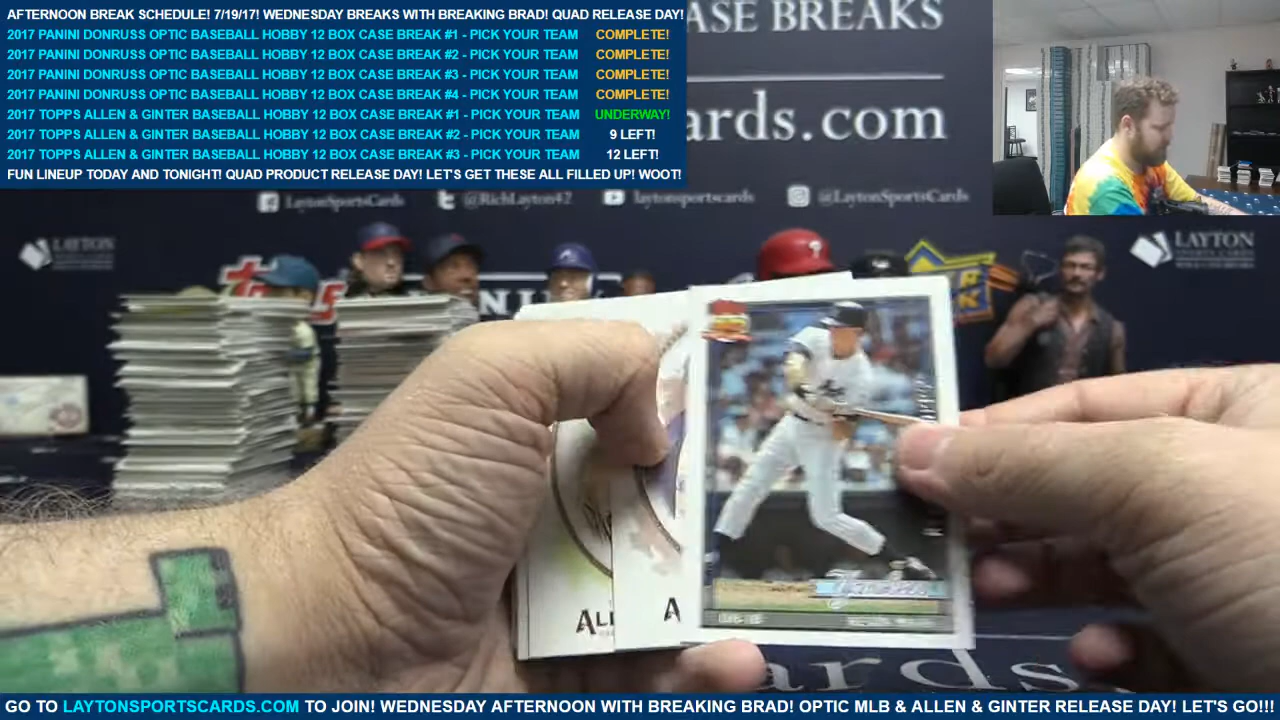 AFTERNOON BREAK SCHEDULE! 7/19/17! WEDNESDAY BREAKS WITH BREAKING BRAD! QUAD RELEASE DAY!
2017 PANINI DONRUSS OPTIC BASEBALL HOBBY 12 BOX CASE BREAK #1 - PICK YOUR TEAM COMPLETE!
2017 PANINI DONRUSS OPTIC BASEBALL HOBBY 12 BOX CASE BREAK #2 - PICK YOUR TEAM COMPLETE!
2017 PANINI DONRUSS OPTIC BASEBALL HOBBY 12 BOX CASE BREAK #3 - PICK YOUR TEAM COMPLETE!
2017 PANINI DONRUSS OPTIC BASEBALL HOBBY 12 BOX CASE BREAK #4 - PICK YOUR TEAM COMPLETE!
2017 TOPPS ALLEN & GINTER BASEBALL HOBBY 12 BOX CASE BREAK #1 - PICK YOUR TEAM UNDERWAY!
2017 TOPPS ALLEN & GINTER BASEBALL HOBBY 12 BOX CASE BREAK #2 - PICK YOUR TEAM 9 LEFT!
2017 TOPPS ALLEN & GINTER BASEBALL HOBBY 12 BOX CASE BREAK #3 - PICK YOUR TEAM 12 LEFT!
FUN LINEUP TODAY AND TONIGHT! QUAD PRODUCT RELEASE DAY! LET'S GET THESE ALL FILLED UP! WOOT!
ASE BREAKS
ards.com
LaytonSportsCards @RichLayton42 laytonsportscards @LaytonSportsCards
LAYTON
LAYTON
SPORTS CARDS
ALL
A
ards.
GO TO LAYTONSPORTSCARDS.COM TO JOIN! WEDNESDAY AFTERNOON WITH BREAKING BRAD! OPTIC MLB & ALLEN & GINTER RELEASE DAY! LET'S GO!!!